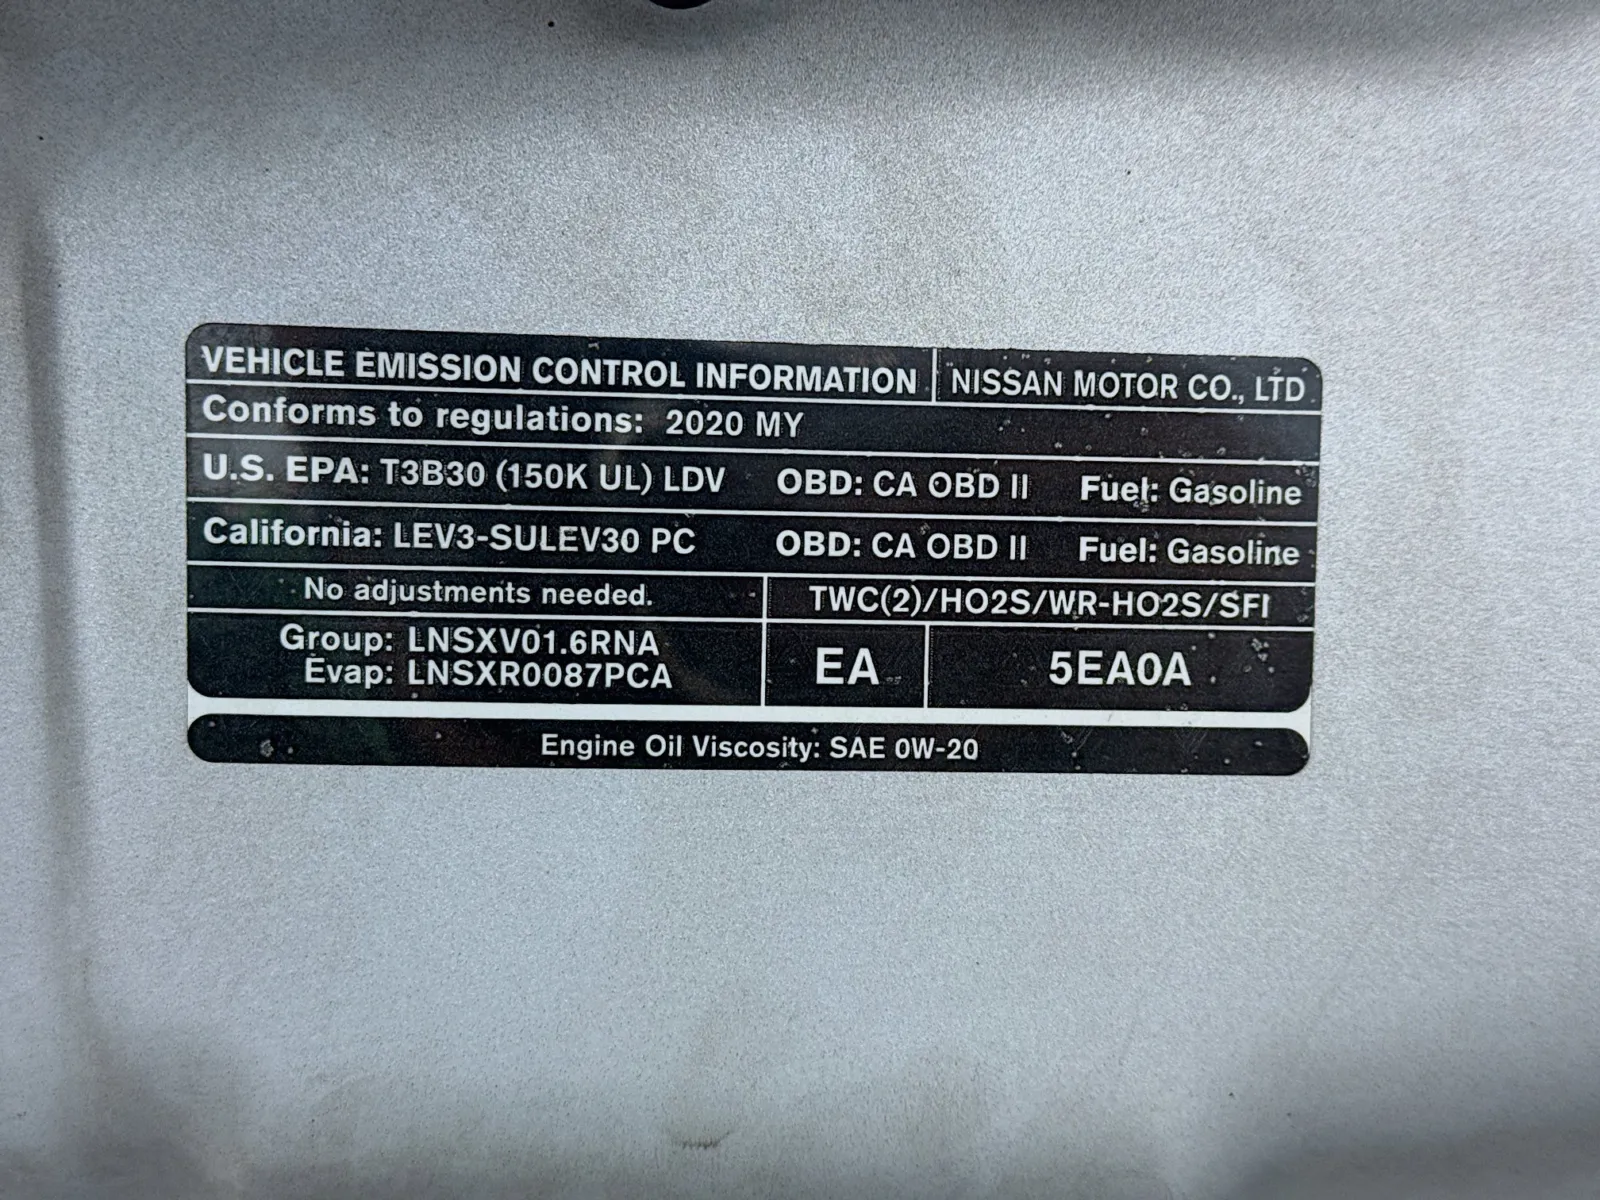 VEHICLE EMISSION CONTROL INFORMATION NISSAN MOTOR CO., LTD
Conforms to regulations: 2020 MY
U.S. EPA: T3B30 (150K UL) LDV OBD: CA OBD II Fuel: Gasoline
California: LEV3-SULEV30 PC OBD: CA OBD II Fuel: Gasoline
No adjustments needed. TWC(2)/HO2S/WR-HO2S/SFI
Group: LNSXV01.6RNA
Evap: LNSXR0087PCA
EA 5EA0A
Engine Oil Viscosity: SAE 0W-20